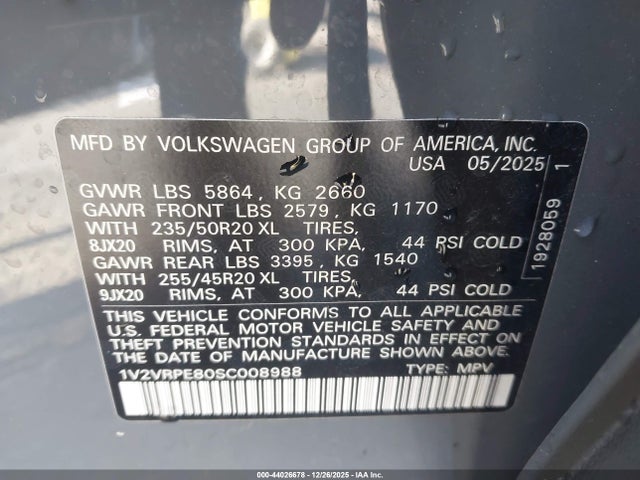 MFD BY VOLKSWAGEN GROUP OF AMERICA, INC.
USA 05/2025
GVWR LBS 5864, KG 2660
GAWR FRONT LBS 2579, KG 1170
WITH 235/50R20 XL TIRES,
8JX20 RIMS, AT 300 KPA, 44 PSI COLD
GAWR REAR LBS 3395, KG 1540
WITH 255/45R20 XL TIRES,
9JX20 RIMS, AT 300 KPA, 44 PSI COLD
THIS VEHICLE CONFORMS TO ALL APPLICABLE
U.S. FEDERAL MOTOR VEHICLE SAFETY AND
THEFT PREVENTION STANDARDS IN EFFECT ON
THE DATE OF MANUFACTURE SHOWN ABOVE.
1V2VRPE80SC008988 TYPE: MPV
1928059 1
000-44026678 - 12/26/2025 - IAA Inc.